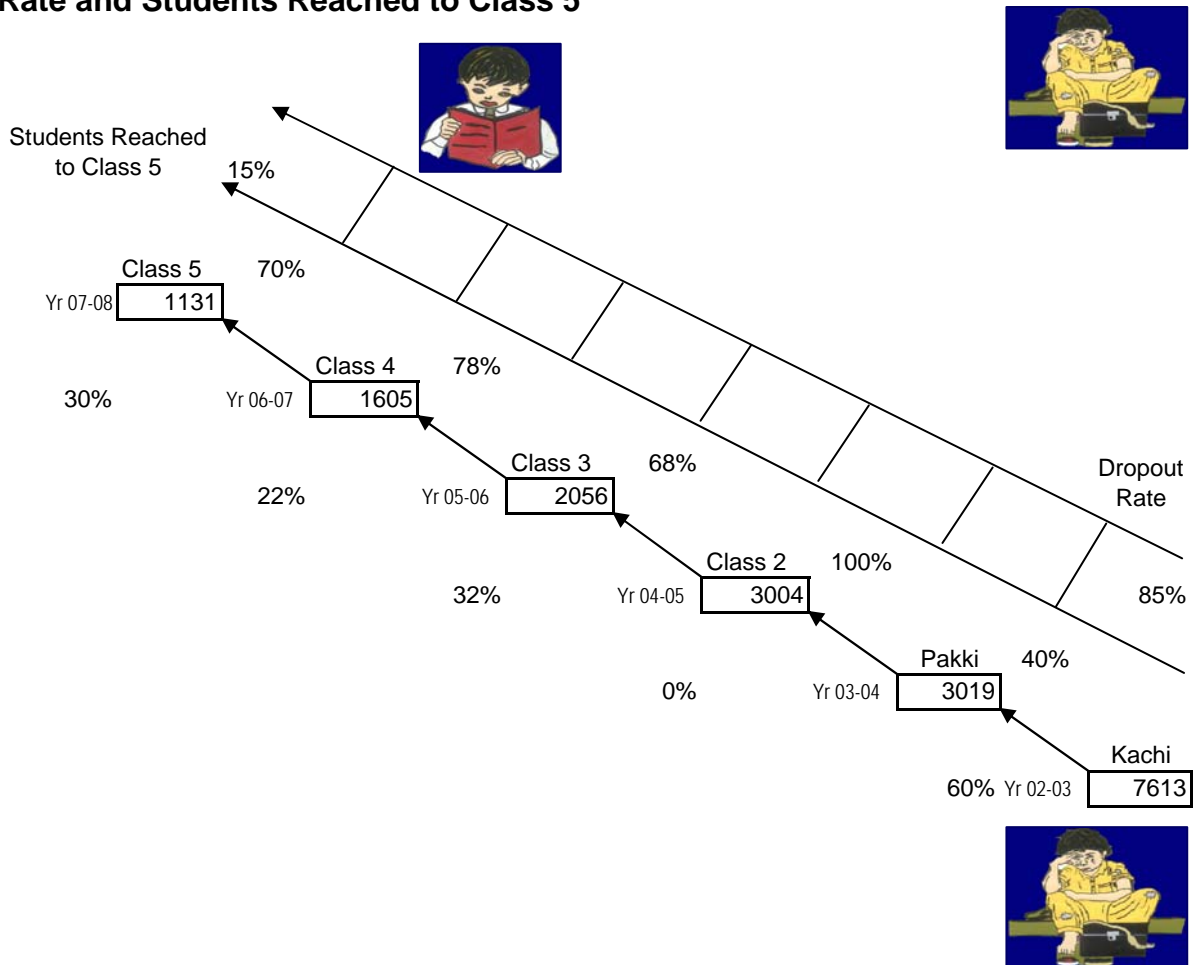 Rate and Students Reached to Class 5
Students Reached
to Class 5
15%
Class 5 70%
Yr 07-08 1131
Class 4 78%
30% Yr 06-07 1605
Class 3 68%
22% Yr 05-06 2056
Dropout
Rate
Class 2 100%
32% Yr 04-05 3004 85%
Pakki 40%
0% Yr 03-04 3019
Kachi
60% Yr 02-03 7613